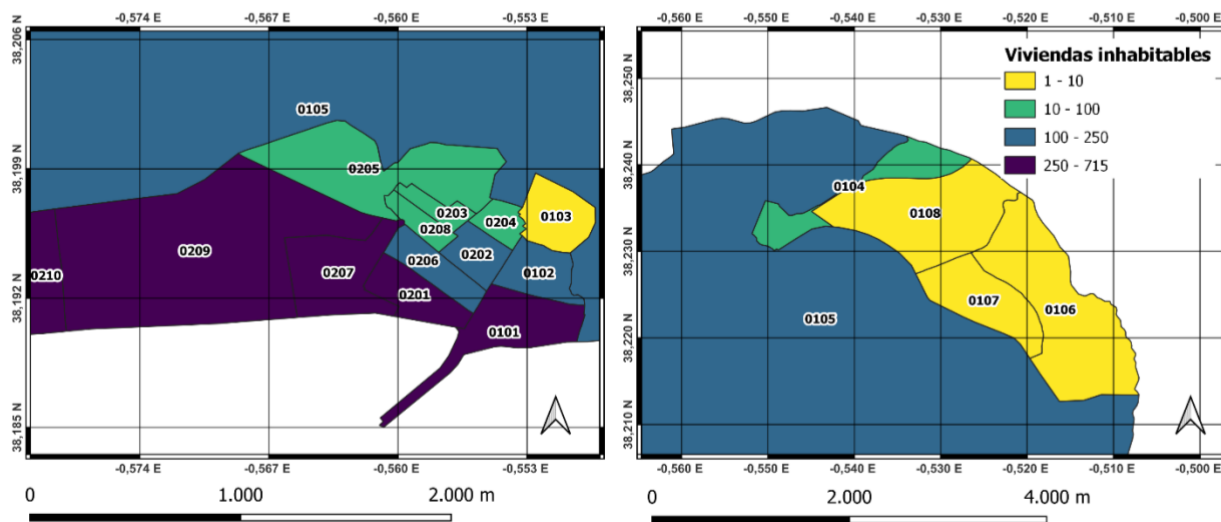 -0,574 E -0,567 E -0,560 E -0,553 E
38,206 N
38,199 N
38,192 N
38,185 N
0105
0205
0103
0203
0204
0208
0209
0206
0202
0102
0210
0207
0201
0101
-0,574 E -0,567 E -0,560 E -0,553 E
0 1.000 2.000 m
-0,560 E -0,550 E -0,540 E -0,530 E -0,520 E -0,510 E -0,500 E
38,250 N
38,240 N
38,230 N
38,220 N
38,210 N
Viviendas inhabitables
1 - 10
10 - 100
100 - 250
250 - 715
0104
0108
0107
0106
0105
-0,560 E -0,550 E -0,540 E -0,530 E -0,520 E -0,510 E -0,500 E
0 2.000 4.000 m